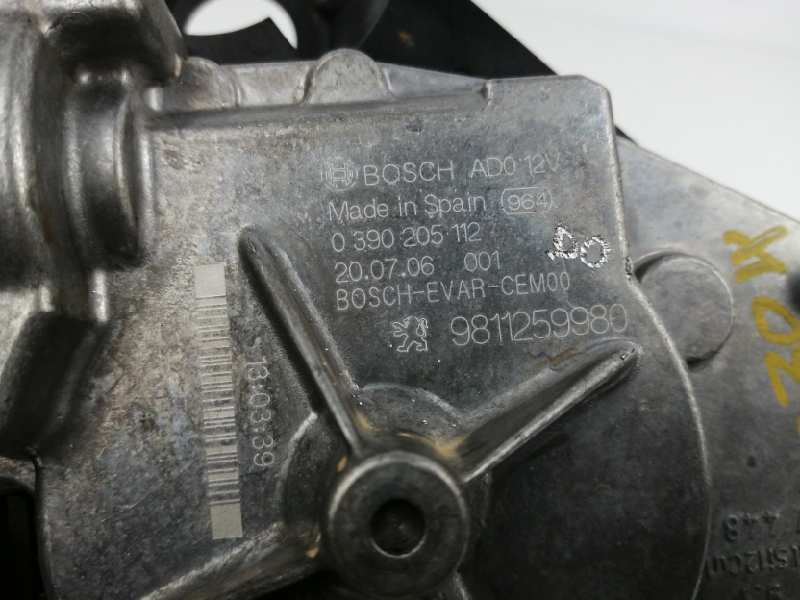 BOSCH AD0 12V
Made in Spain 964
0 390 205 112
20.07.06 001
BOSCH-EVAR-CEM00
9811259980
13:03:39
448